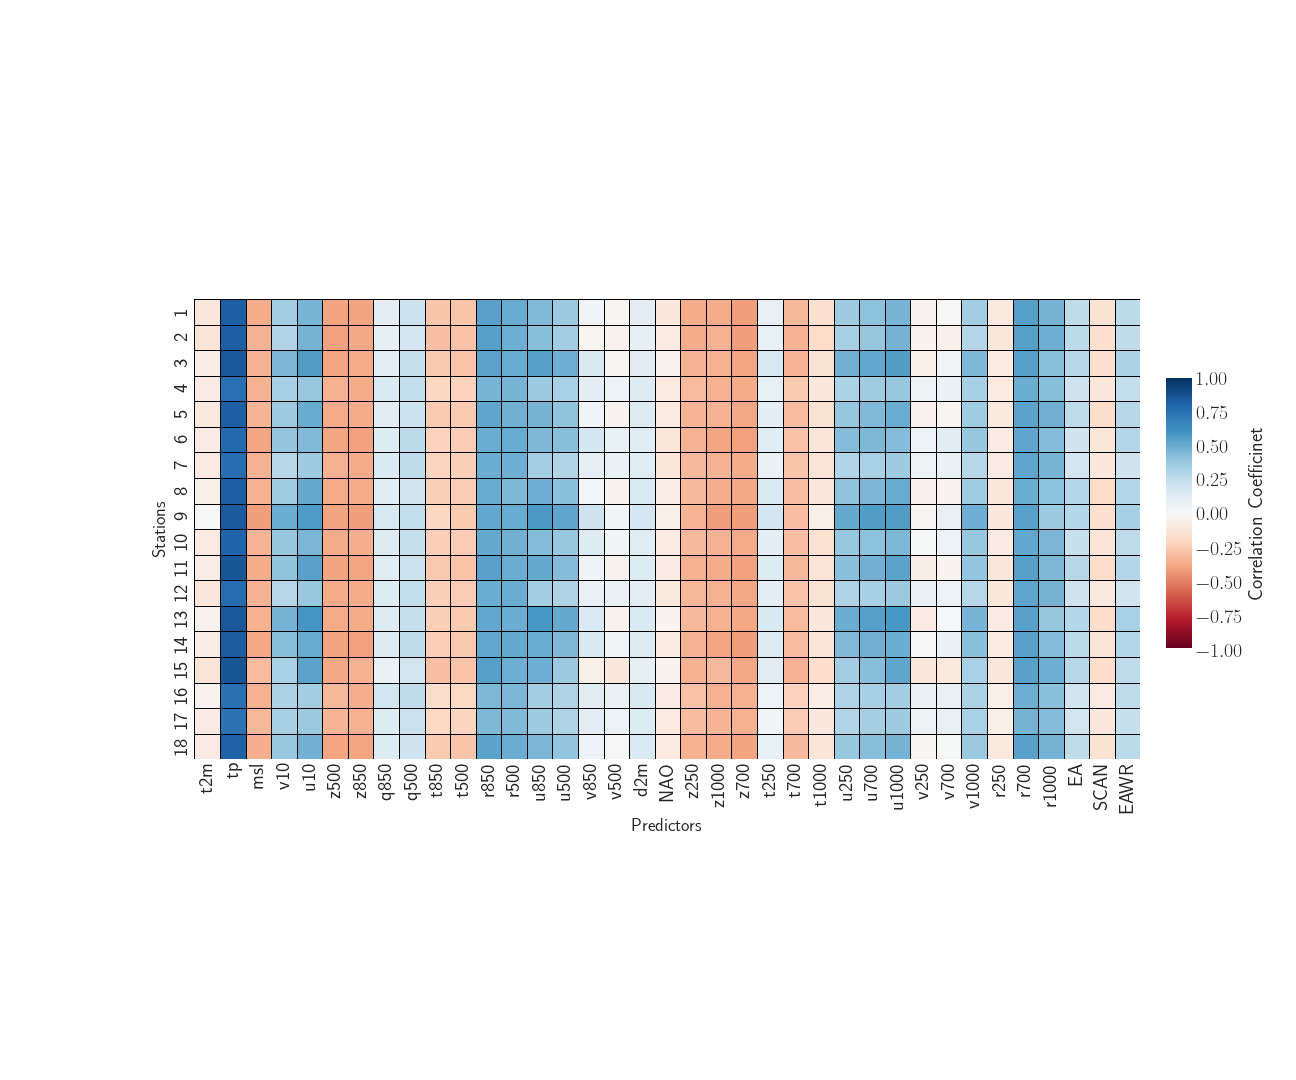 Stations
1
2
3
4
5
6
7
8
9
10
11
12
13
14
15
16
17
18
t2m
tp
msl
v10
u10
z500
z850
q850
q500
t850
t500
r850
r500
u850
u500
v850
v500
d2m
NAO
z250
z1000
z700
t250
t700
t1000
u250
u700
u1000
v250
v700
v1000
r250
r700
r1000
EA
SCAN
EAWR
Predictors
1.00
0.75
0.50
0.25
0.00
−0.25
−0.50
−0.75
−1.00
Correlation Coefficinet